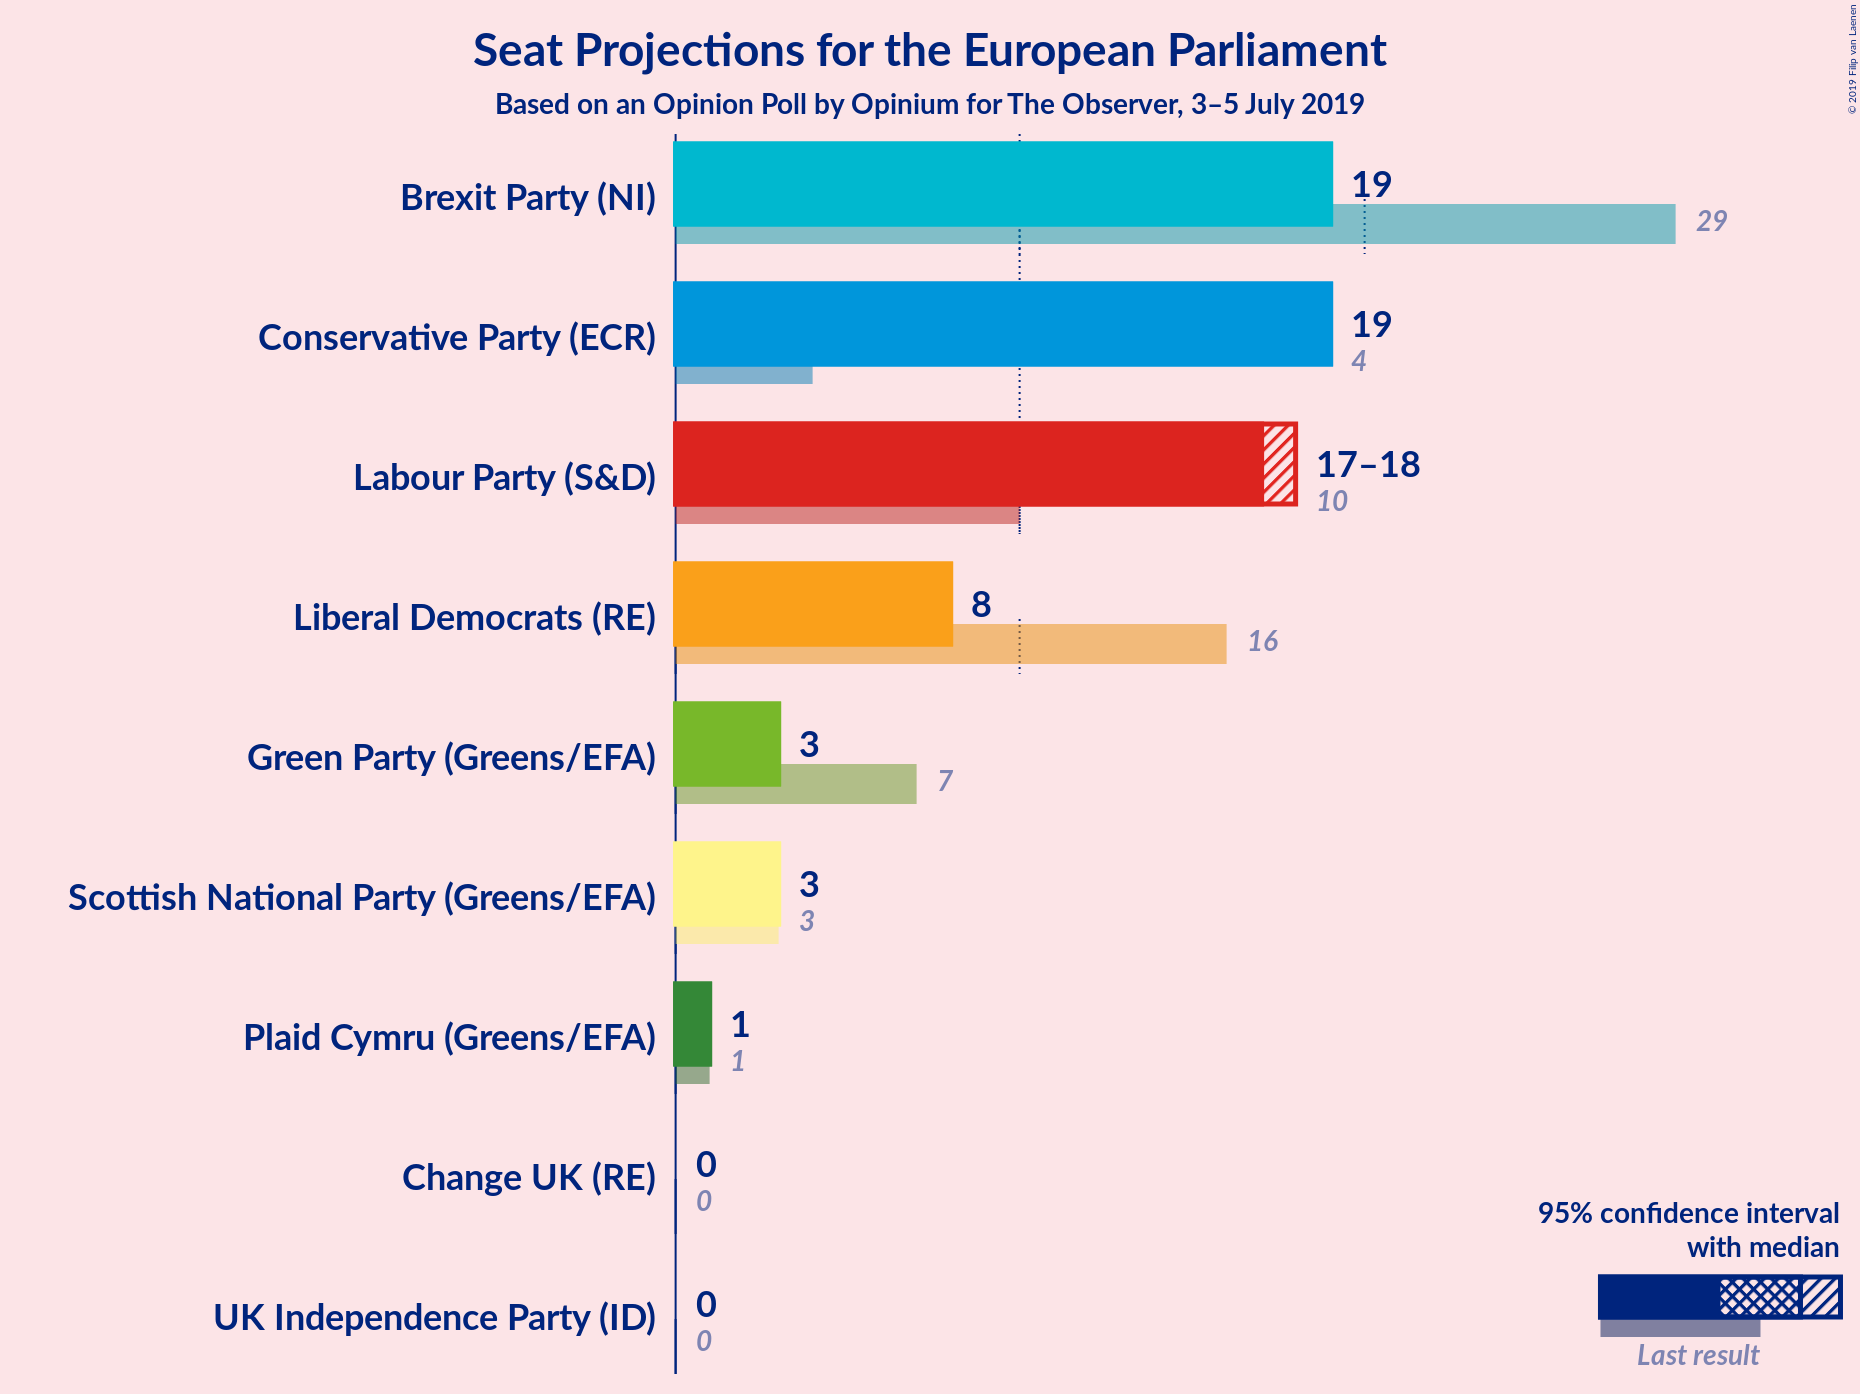 Seat Projections for the European Parliament
Based on an Opinion Poll by Opinium for The Observer, 3–5 July 2019
© 2019 Filip van Laenen
Brexit Party (NI)
19
29
Conservative Party (ECR)
19
4
Labour Party (S&D)
17–18
10
Liberal Democrats (RE)
8
16
Green Party (Greens/EFA)
3
7
Scottish National Party (Greens/EFA)
3
3
Plaid Cymru (Greens/EFA)
1
1
Change UK (RE)
0
0
UK Independence Party (ID)
0
0
95% confidence interval
with median
Last result